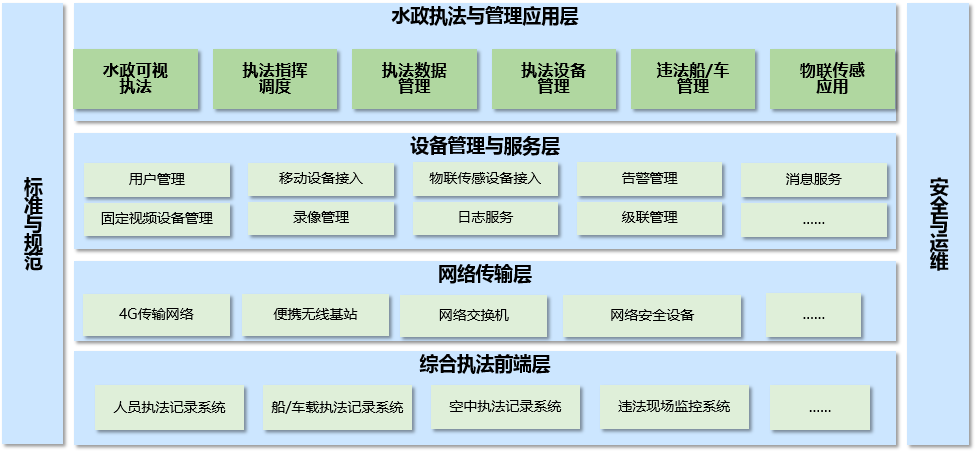 水政执法与管理应用层
水政可视
执法
执法指挥
调度
执法数据
管理
执法设备
管理
违法船/车
管理
物联传感
应用
设备管理与服务层
用户管理
移动设备接入
物联传感设备接入
告警管理
消息服务
固定视频设备管理
录像管理
日志服务
级联管理
......
网络传输层
4G传输网络
便携无线基站
网络交换机
网络安全设备
......
综合执法前端层
人员执法记录系统
船/车载执法记录系统
空中执法记录系统
违法现场监控系统
......
标准与规范
安全与运维